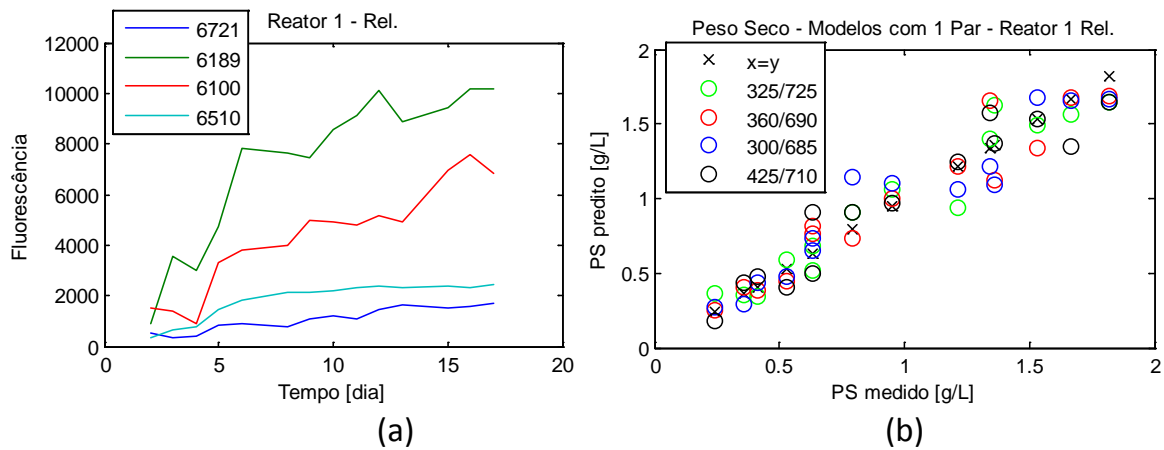 Reator 1 - Rel.
6721
6189
6100
6510
12000
10000
8000
6000
4000
2000
0
Fluorescência
0 5 10 15 20
Tempo [dia]
(a)
Peso Seco - Modelos com 1 Par - Reator 1 Rel.
x=y
325/725
360/690
300/685
425/710
2
1.5
1
0.5
0
PS predito [g/L]
0 0.5 1 1.5 2
PS medido [g/L]
(b)